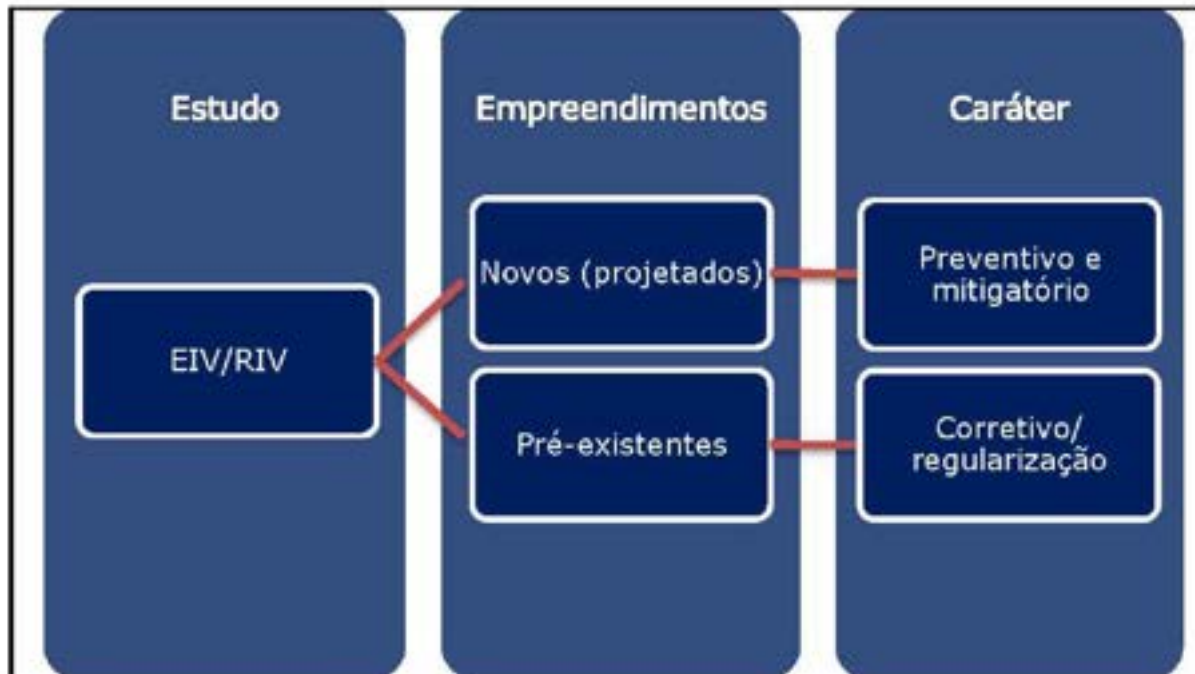 Estudo
Empreendimentos
Caráter
EIV/RIV
Novos (projetados)
Pré-existentes
Preventivo e
mitigatório
Corretivo/
regularização